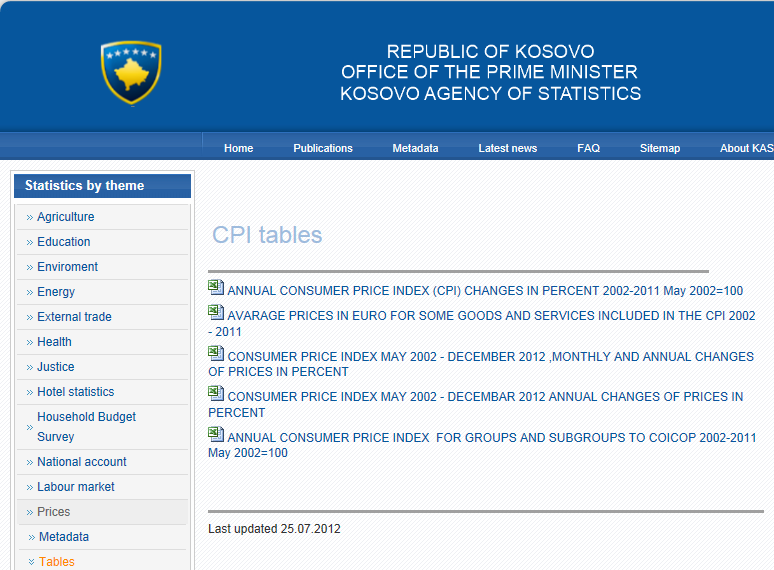 REPUBLIC OF KOSOVO
OFFICE OF THE PRIME MINISTER
KOSOVO AGENCY OF STATISTICS
Home Publications Metadata Latest news FAQ Sitemap About KAS
Statistics by theme
Agriculture
Education
Enviroment
Energy
External trade
Health
Justice
Hotel statistics
Household Budget
Survey
National account
Labour market
Prices
Metadata
Tables
CPI tables
ANNUAL CONSUMER PRICE INDEX (CPI) CHANGES IN PERCENT 2002-2011 May 2002=100
AVARAGE PRICES IN EURO FOR SOME GOODS AND SERVICES INCLUDED IN THE CPI 2002
- 2011
CONSUMER PRICE INDEX MAY 2002 - DECEMBER 2012 ,MONTHLY AND ANNUAL CHANGES
OF PRICES IN PERCENT
CONSUMER PRICE INDEX MAY 2002 - DECEMBAR 2012 ANNUAL CHANGES OF PRICES IN
PERCENT
ANNUAL CONSUMER PRICE INDEX  FOR GROUPS AND SUBGROUPS TO COICOP 2002-2011
May 2002=100
Last updated 25.07.2012